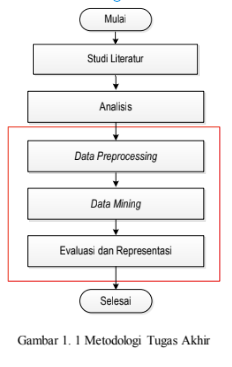 Mulai
Studi Literatur
Analisis
Data Preprocessing
Data Mining
Evaluasi dan Representasi
Selesai
Gambar 1. 1 Metodologi Tugas Akhir